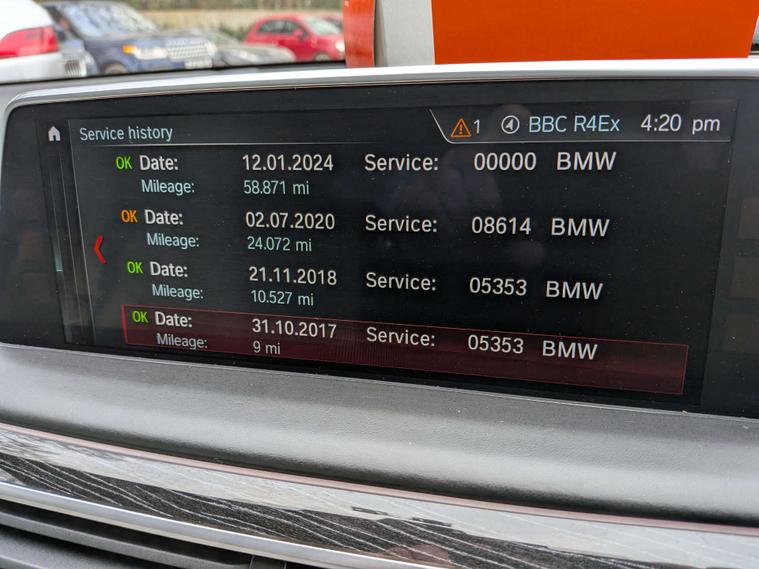 Service history
1 BBC R4Ex 4:20 pm
OK Date: 12.01.2024 Service: 00000 BMW
Mileage: 58.871 mi
OK Date: 02.07.2020 Service: 08614 BMW
Mileage: 24.072 mi
OK Date: 21.11.2018 Service: 05353 BMW
Mileage: 10.527 mi
OK Date: 31.10.2017 Service: 05353 BMW
Mileage: 9 mi